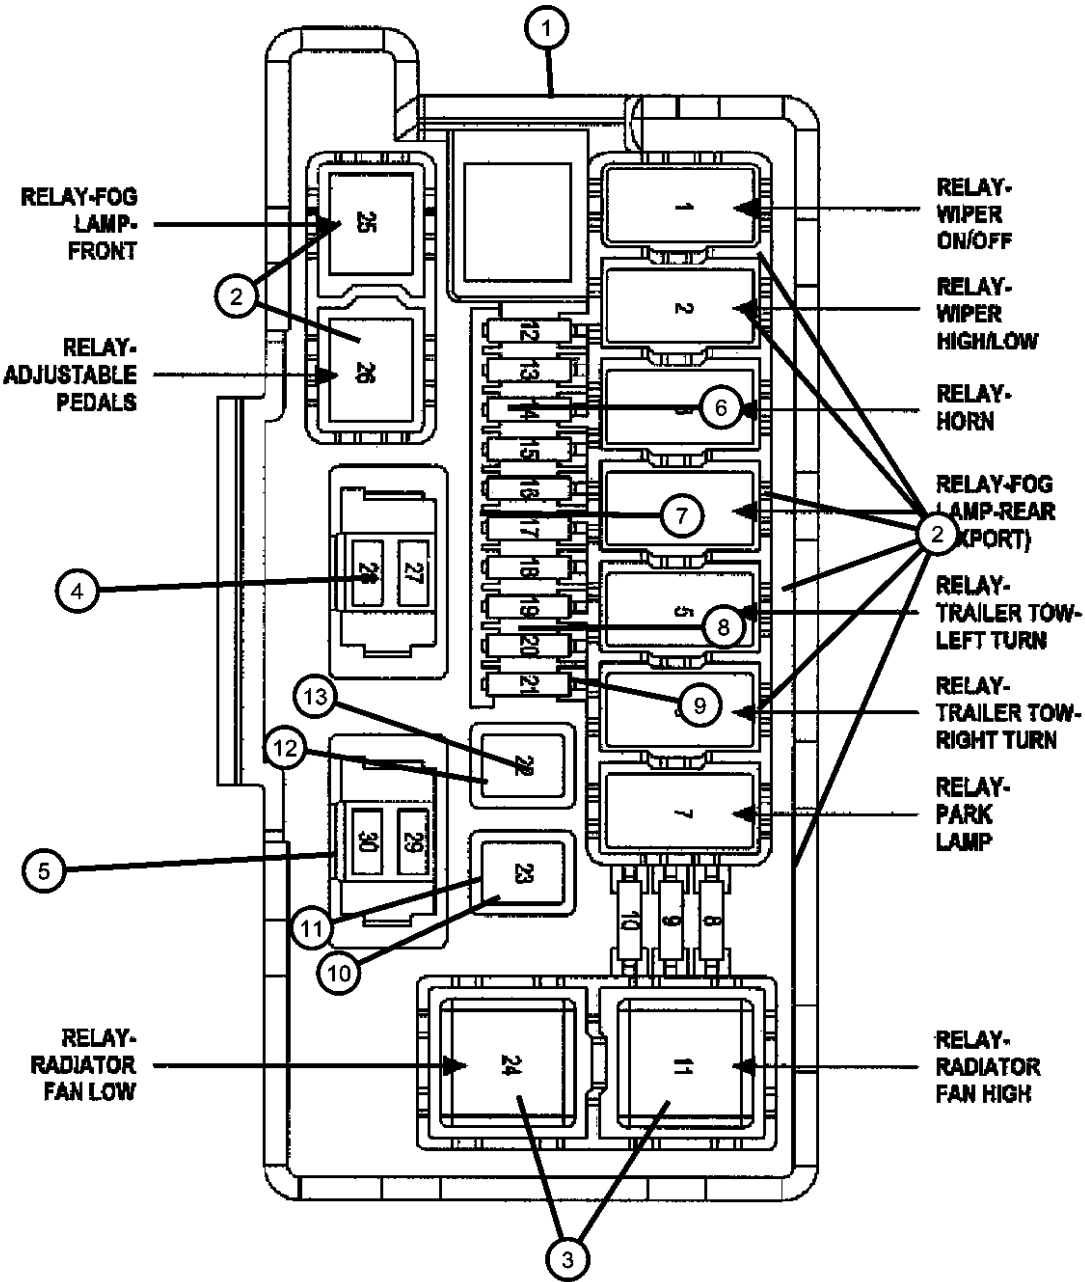 1
RELAY-FOG
LAMP-
FRONT
25
2
RELAY-
ADJUSTABLE
PEDALS
26
1
RELAY-
WIPER
ON/OFF
2
RELAY-
WIPER
HIGH/LOW
12
13
14
15
16
17
18
19
20
21
6
RELAY-
HORN
7
RELAY-FOG
LAMP-REAR
XPORT)
2
4
28
27
5
8
RELAY-
TRAILER TOW-
LEFT TURN
9
RELAY-
TRAILER TOW-
RIGHT TURN
13
12
22
7
RELAY-
PARK
LAMP
5
30
29
23
11
10
10
9
8
RELAY-
RADIATOR
FAN LOW
24
11
RELAY-
RADIATOR
FAN HIGH
3